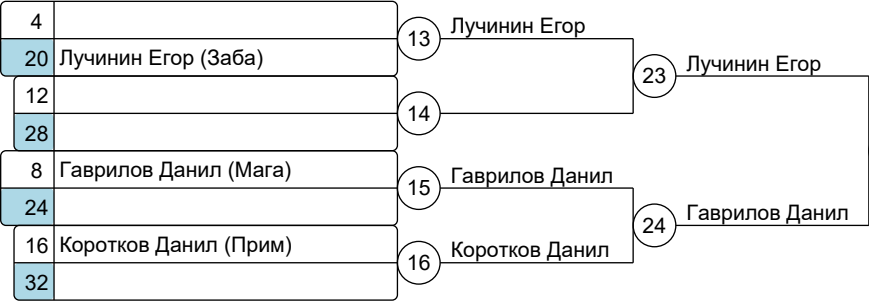 4
20 Лучинин Егор (Заба)
13 Лучинин Егор
12
28
14
23 Лучинин Егор
8 Гаврилов Данил (Мага)
24
15 Гаврилов Данил
16 Коротков Данил (Прим)
32
16 Коротков Данил
24 Гаврилов Данил